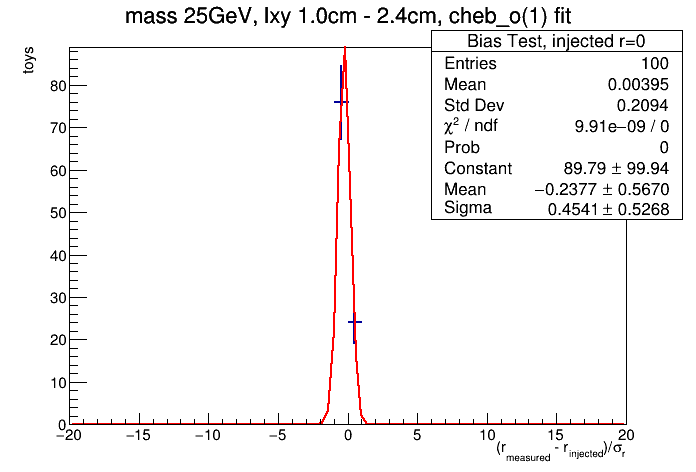 mass 25GeV, lxy 1.0cm - 2.4cm, cheb_o(1) fit
Bias Test, injected r=0
Entries 100
Mean 0.00395
Std Dev 0.2094
χ² / ndf 9.91e−09 / 0
Prob 0
Constant 89.79 ± 99.94
Mean −0.2377 ± 0.5670
Sigma 0.4541 ± 0.5268
toys
80
70
60
50
40
30
20
10
0
−20 −15 −10 −5 0 5 10 15 20
(r_measured - r_injected)/σ_r